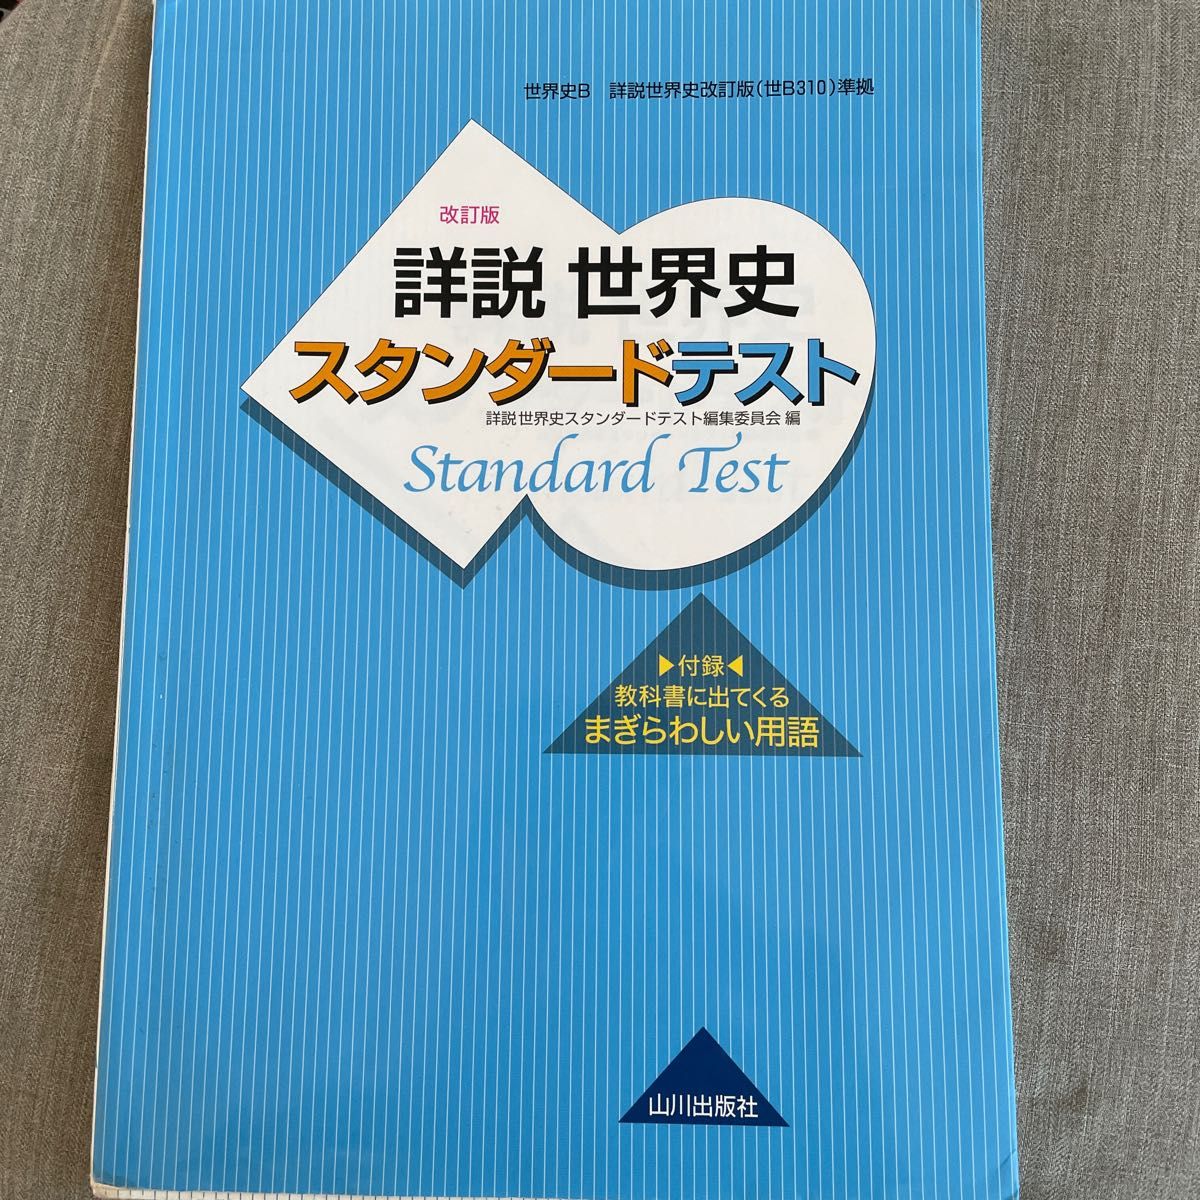 世界史B 詳説世界史改訂版(世B310)準拠
改訂版
詳説 世界史
スタンダードテスト
詳説世界史スタンダードテスト編集委員会 編
Standard Test
▶付録◀
教科書に出てくる
まぎらわしい用語
山川出版社